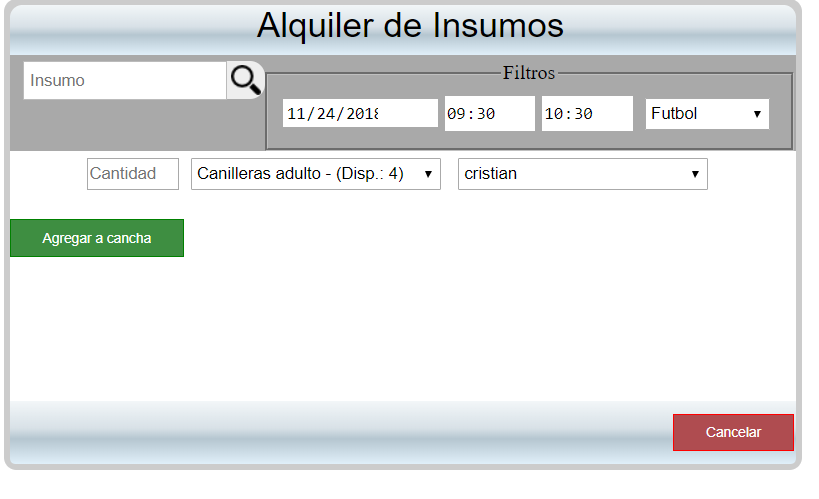 Alquiler de Insumos
Insumo
Filtros
11/24/2018 09:30 10:30 Futbol
Cantidad Canilleras adulto - (Disp.: 4) cristian
Agregar a cancha
Cancelar